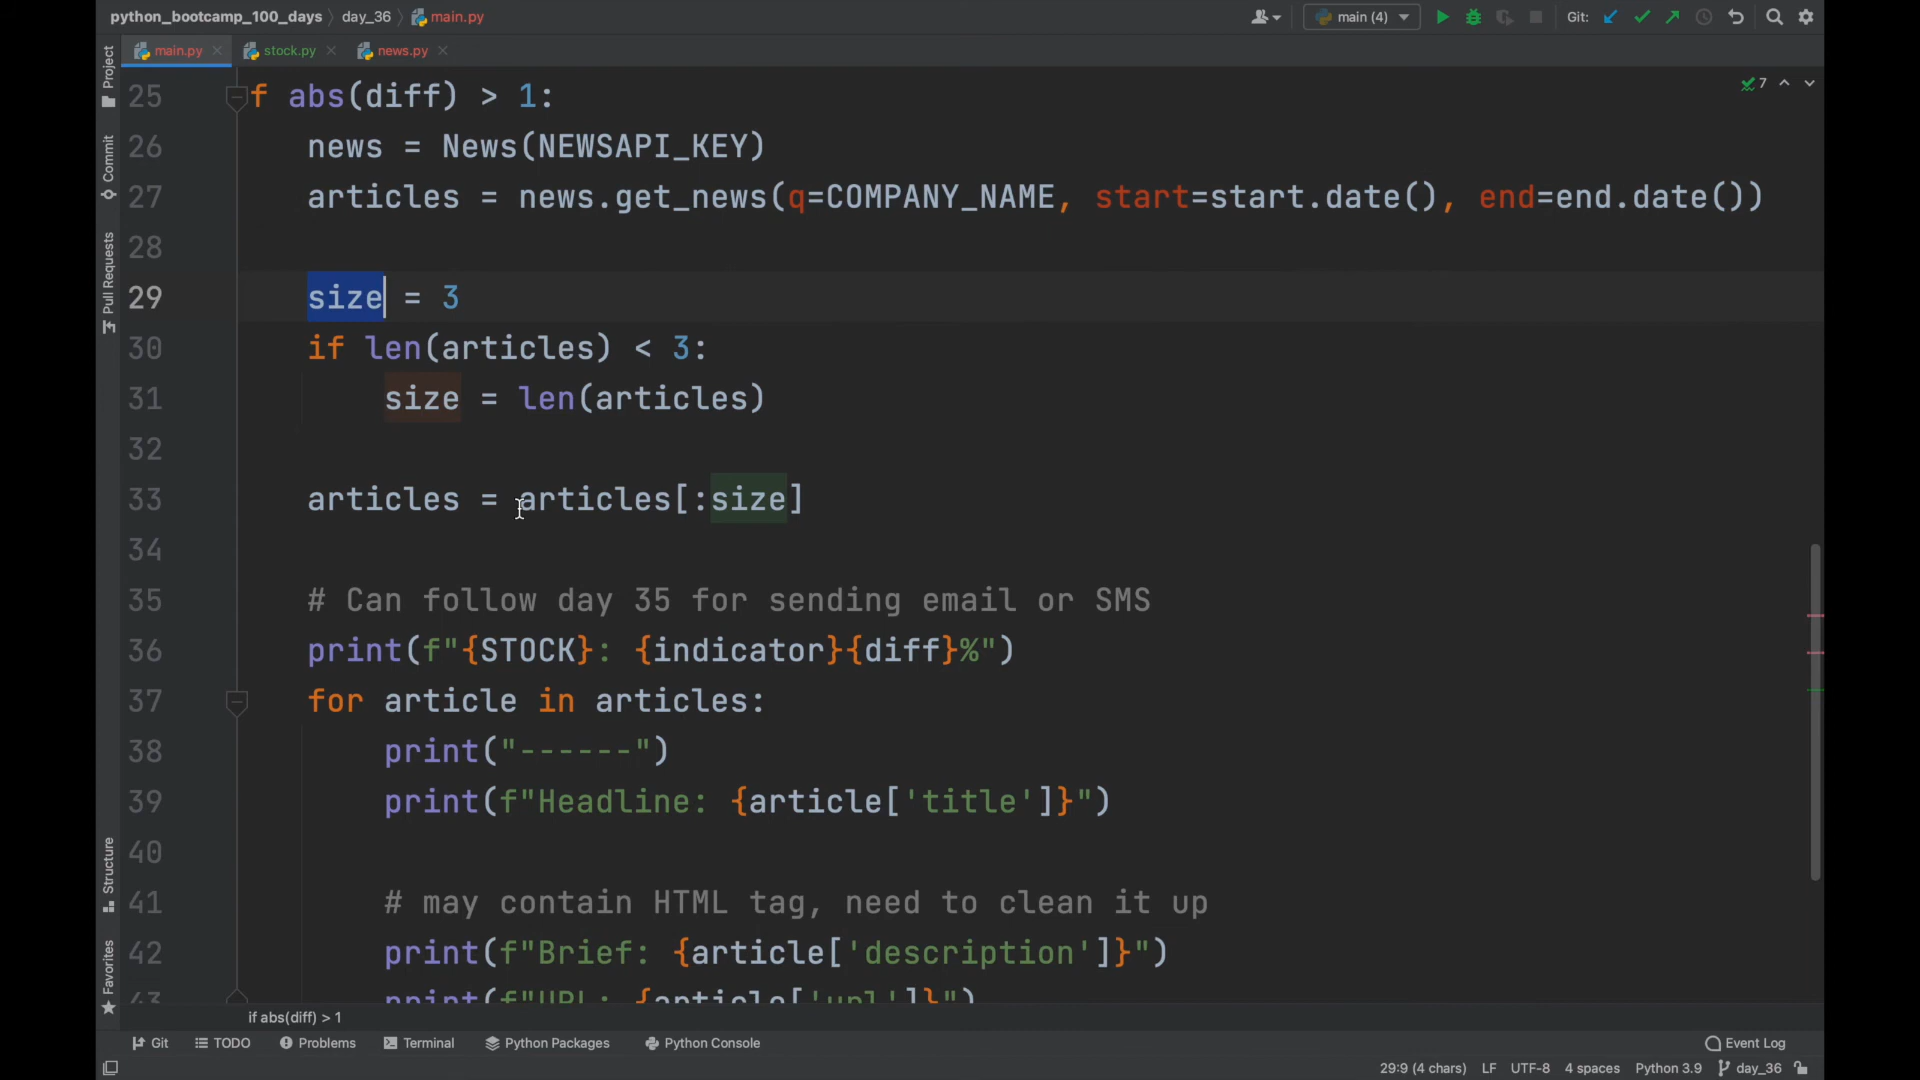 python_bootcamp_100_days 〉 day_36 〉 main.py
main (4)
Git:
main.py
stock.py
news.py
Project
Commit
Pull Requests
Structure
Favorites
7
25 f abs(diff) > 1:
26 news = News(NEWSAPI_KEY)
27 articles = news.get_news(q=COMPANY_NAME, start=start.date(), end=end.date())
28
29 size = 3
30 if len(articles) < 3:
31 size = len(articles)
32
33 articles = articles[:size]
34
35 # Can follow day 35 for sending email or SMS
36 print(f"{STOCK}: {indicator}{diff}%")
37 for article in articles:
38 print("------")
39 print(f"Headline: {article['title']}")
40
41 # may contain HTML tag, need to clean it up
42 print(f"Brief: {article['description']}")
43 print(f"URL: {article['url']}")
if abs(diff) > 1
Git
TODO
Problems
Terminal
Python Packages
Python Console
Event Log
29:9 (4 chars)
LF
UTF-8
4 spaces
Python 3.9
day_36